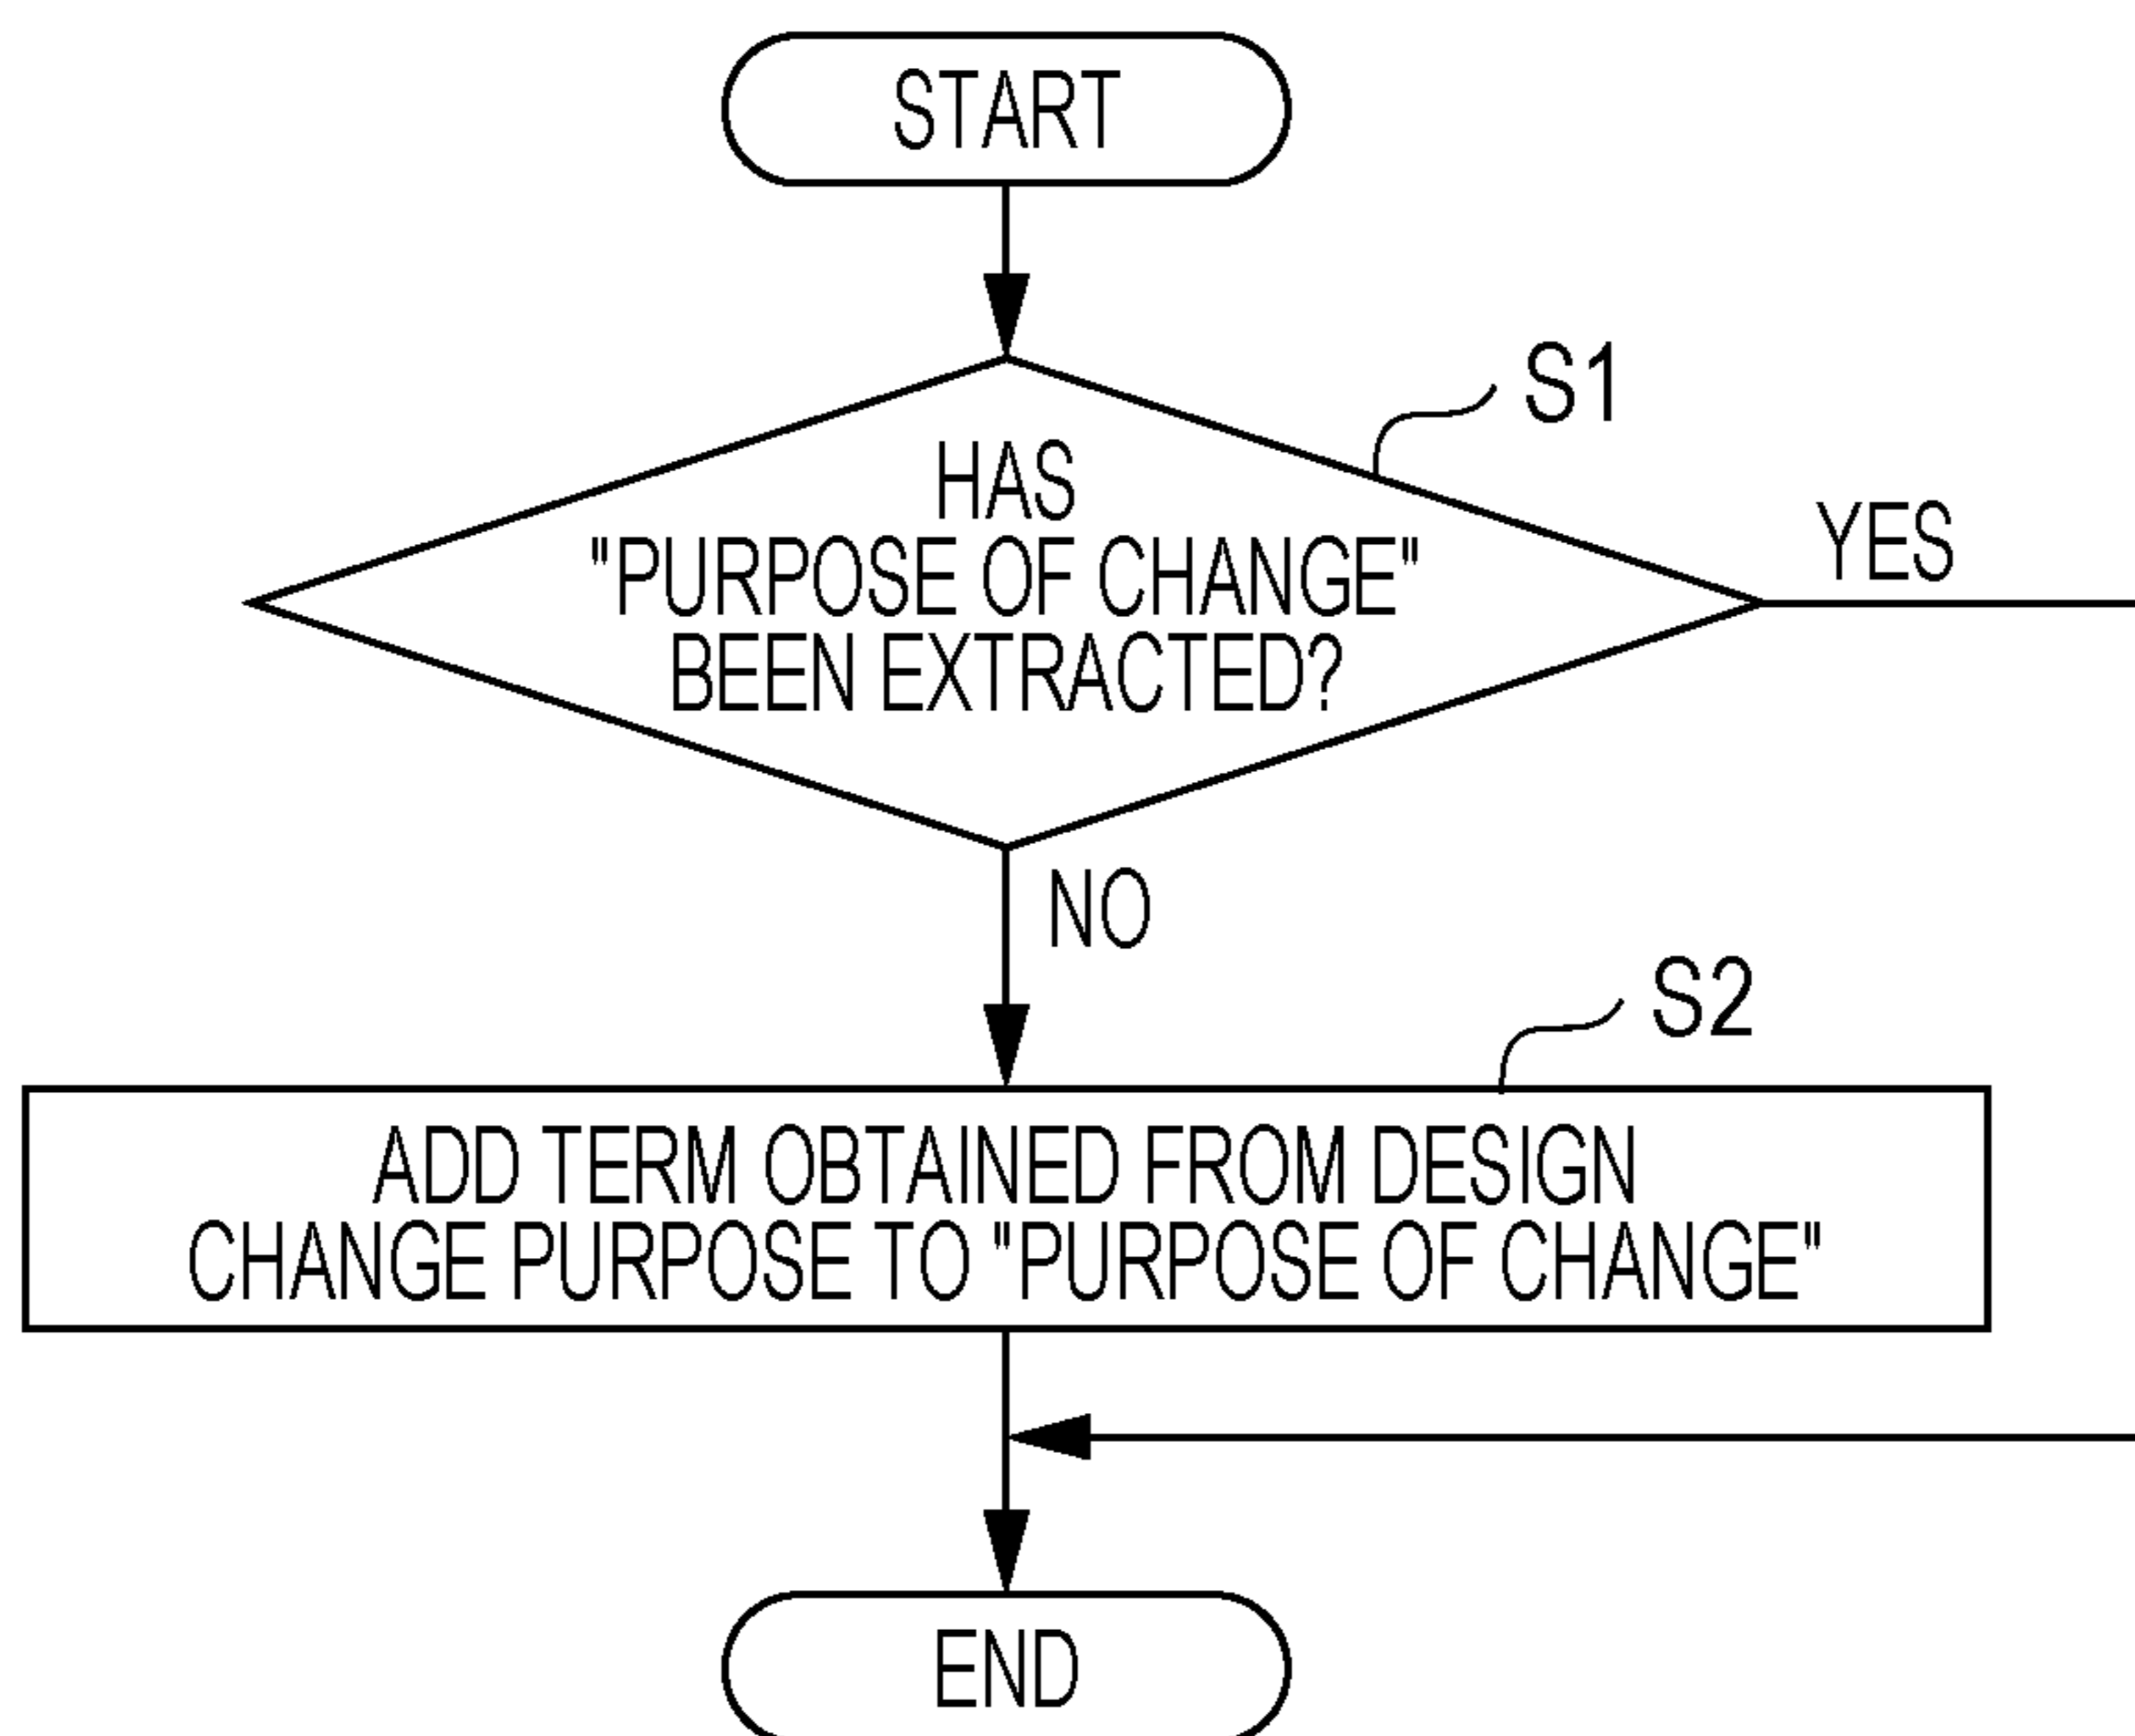 START
S1
HAS
"PURPOSE OF CHANGE"
BEEN EXTRACTED?
YES
NO
S2
ADD TERM OBTAINED FROM DESIGN
CHANGE PURPOSE TO "PURPOSE OF CHANGE"
END